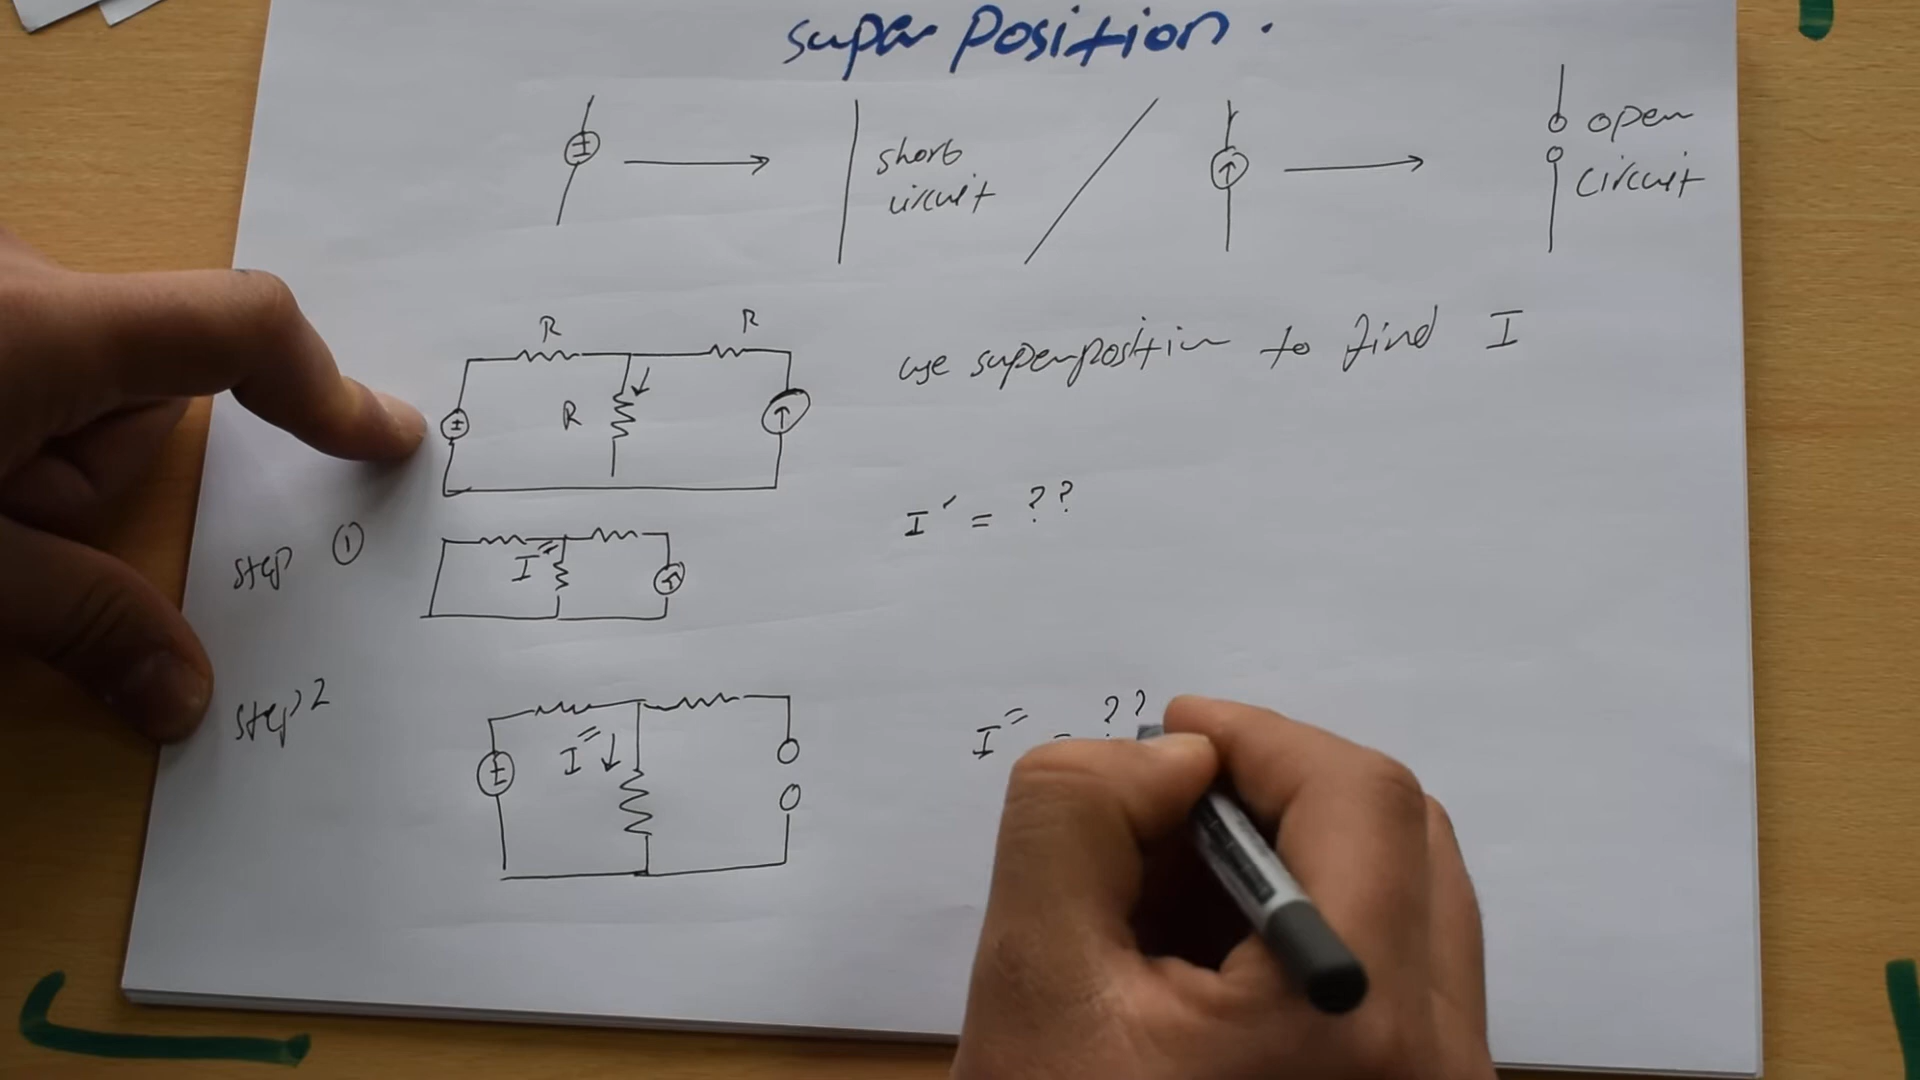 super Position.
short
circuit
open
circuit
R
R
use superposition to find I
R
I' = ??
step ①
I''
step 2
I''
I'' = ??